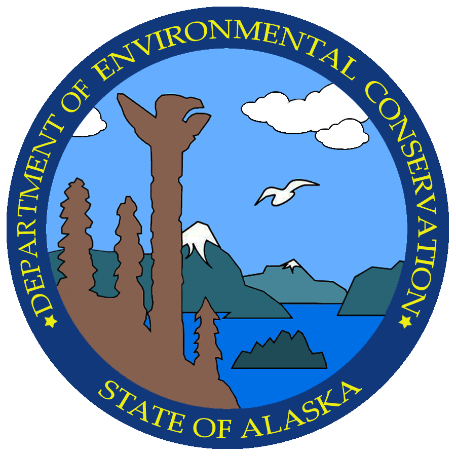 DEPARTMENT OF ENVIRONMENTAL CONSERVATION
STATE OF ALASKA